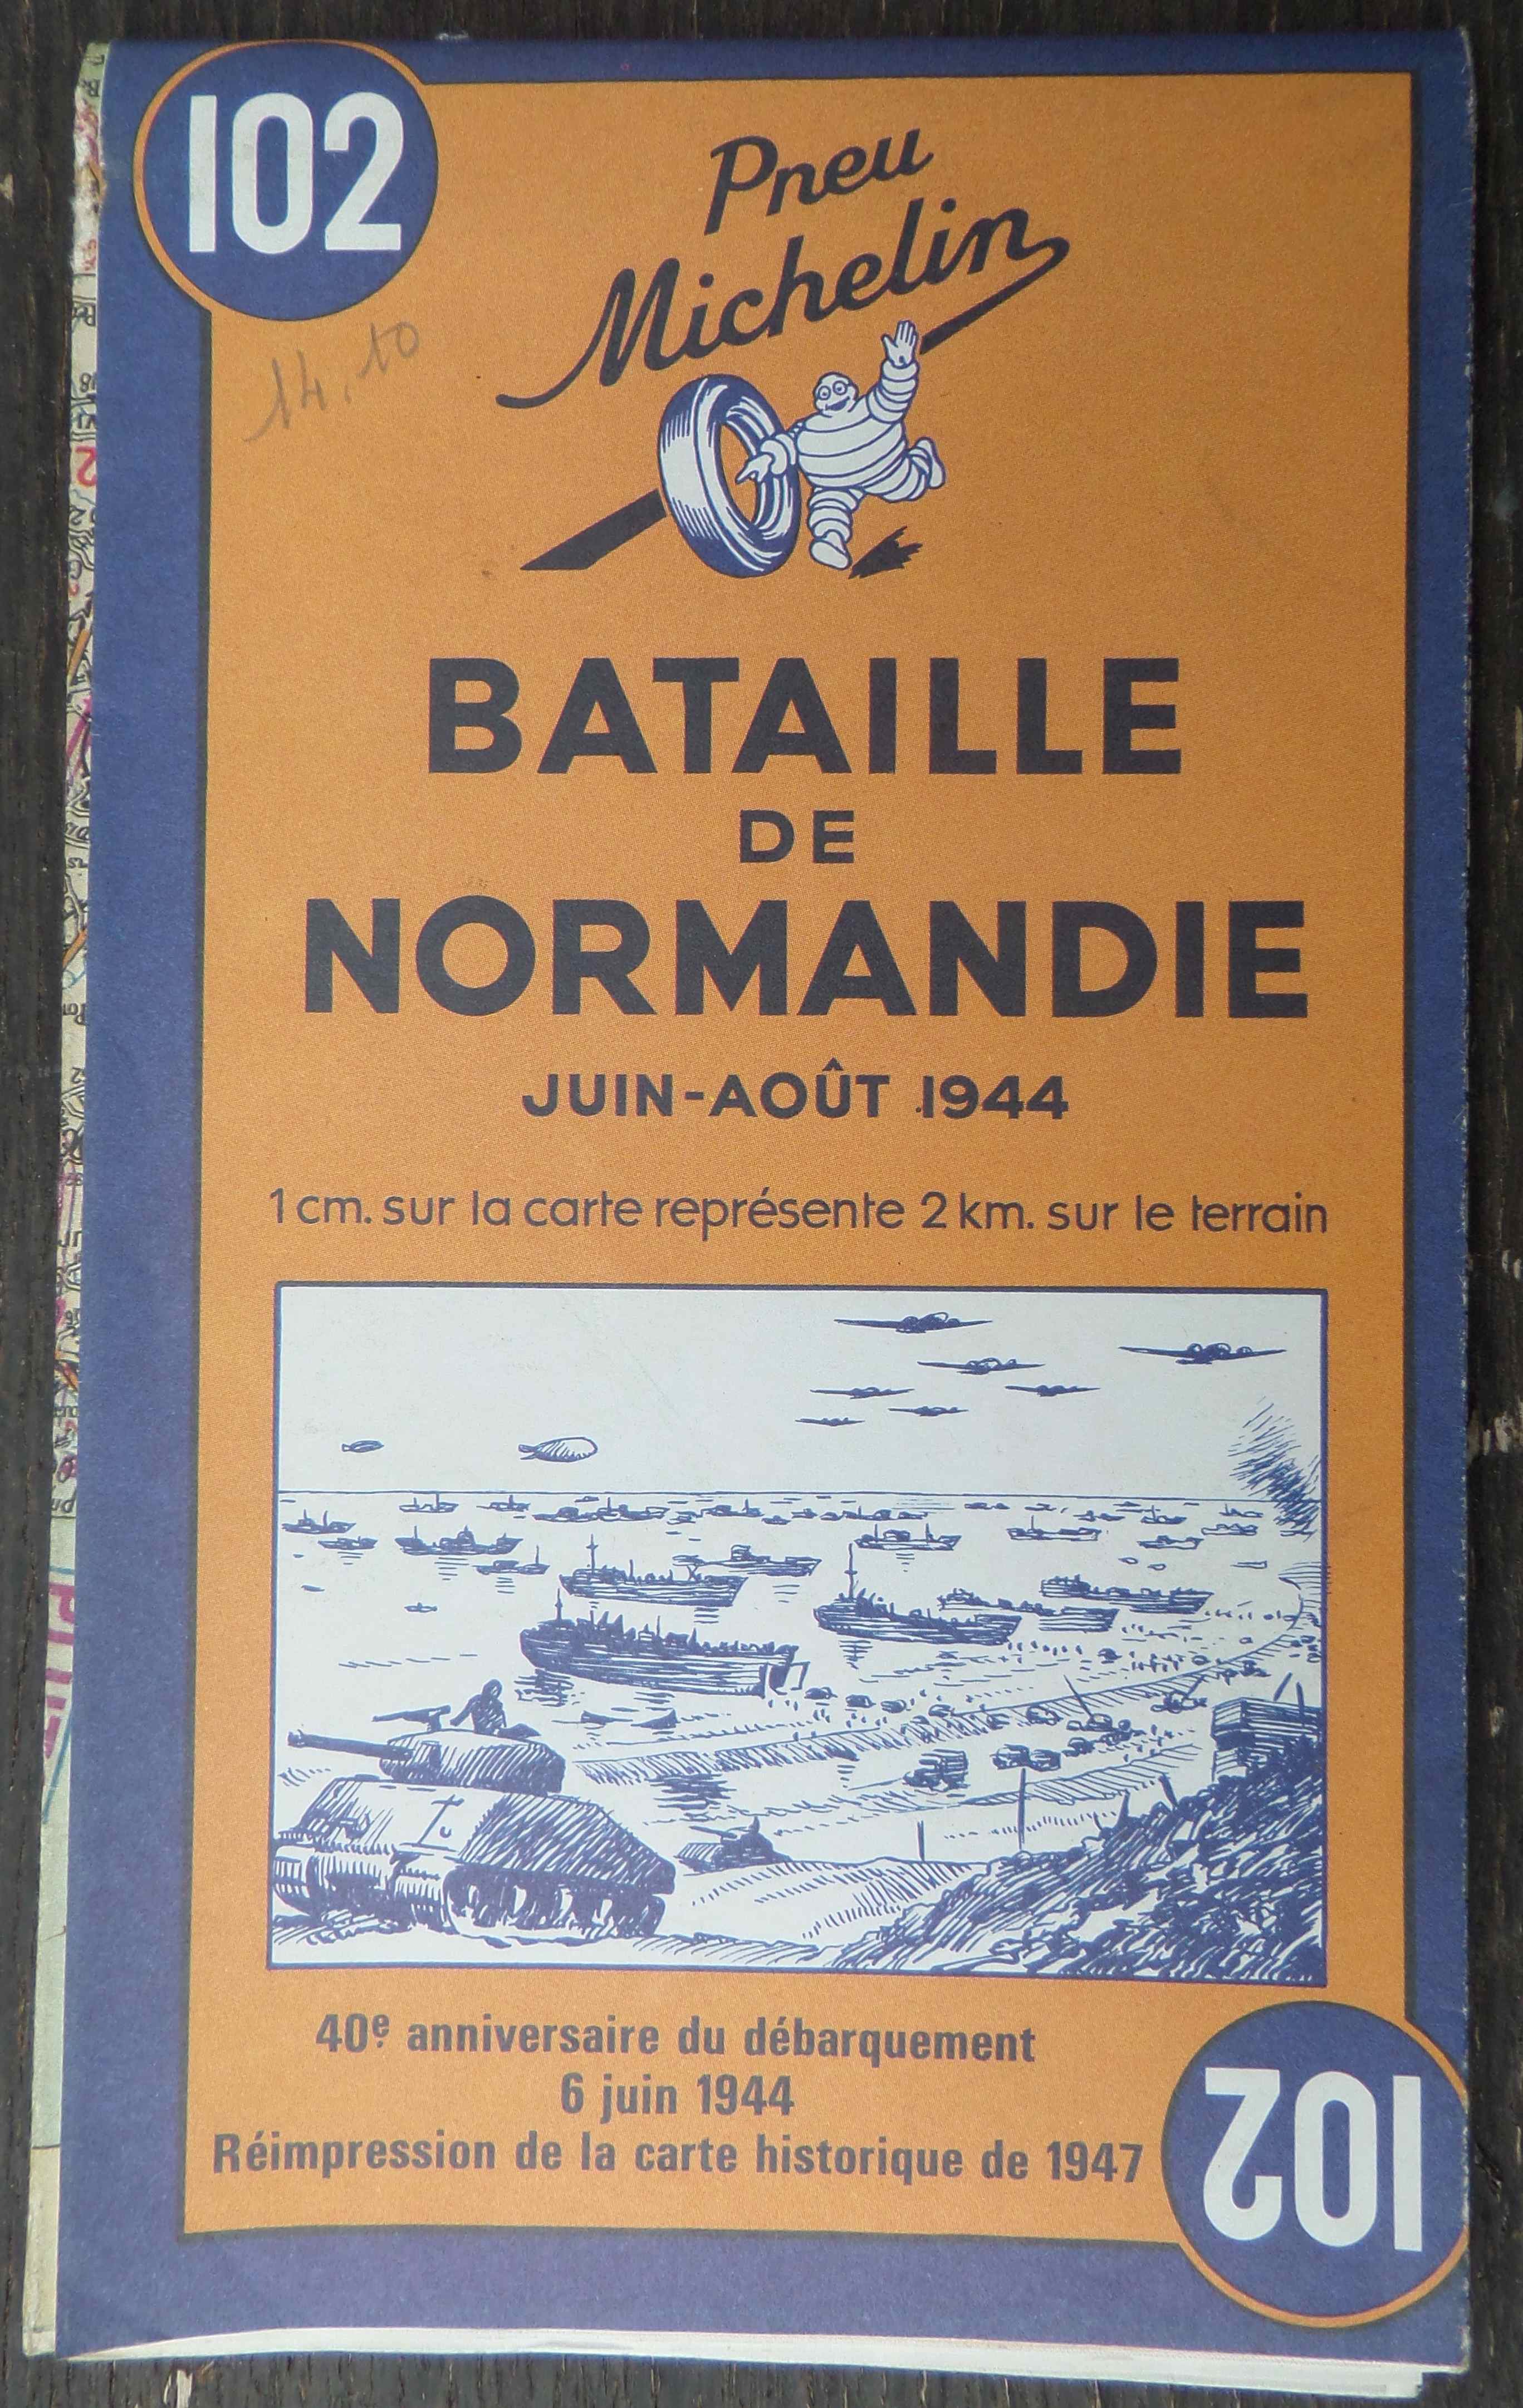 102
Pneu
Michelin
14,10
BATAILLE
DE
NORMANDIE
JUIN-AOÛT 1944
1 cm. sur la carte représente 2 km. sur le terrain
40e anniversaire du débarquement
6 juin 1944
Réimpression de la carte historique de 1947
102